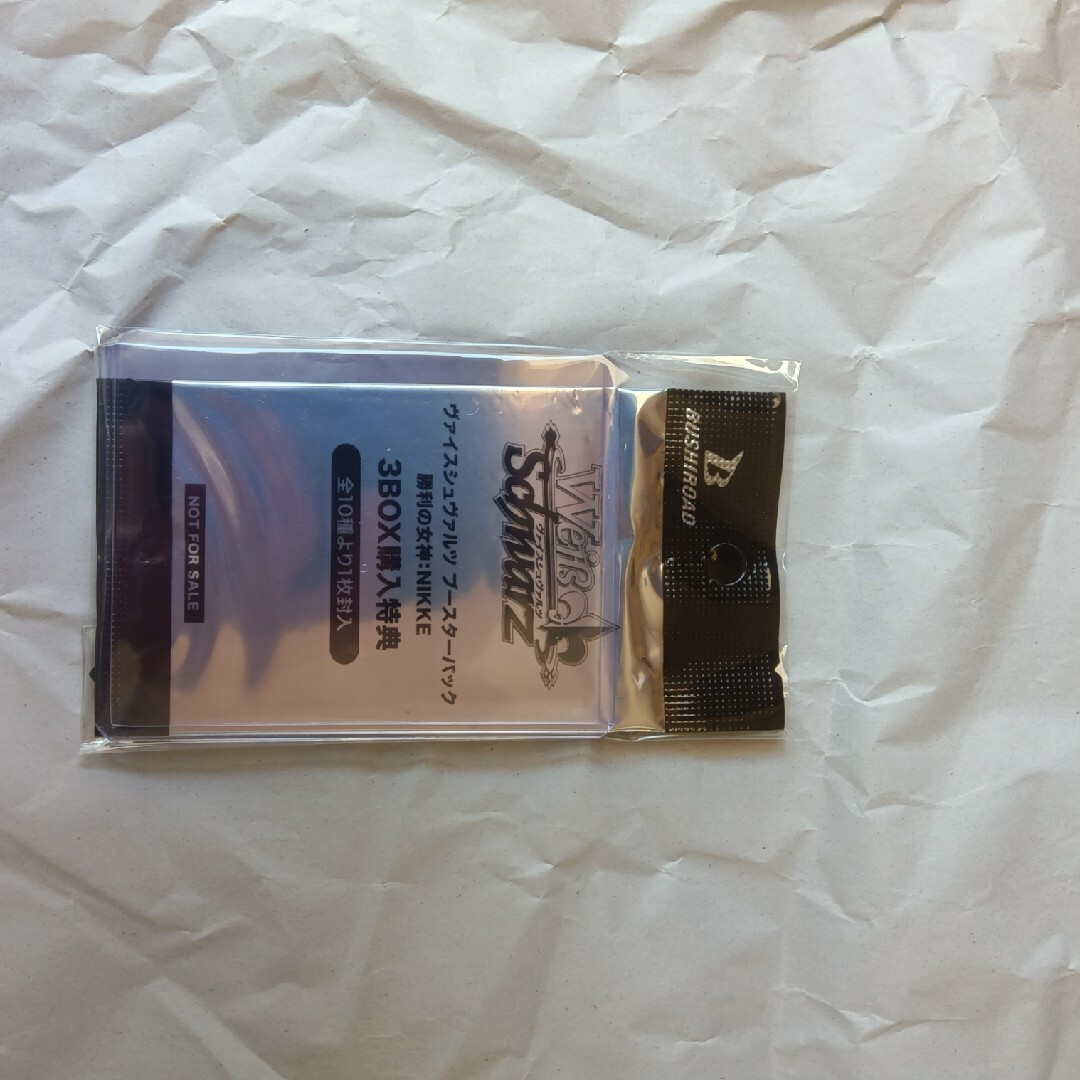 BUSHIROAD
Weiß
ヴァイスシュヴァルツ
Schwarz
ヴァイスシュヴァルツ ブースターパック
勝利の女神：NIKKE
3BOX購入特典
全10種より1枚封入
NOT FOR SALE